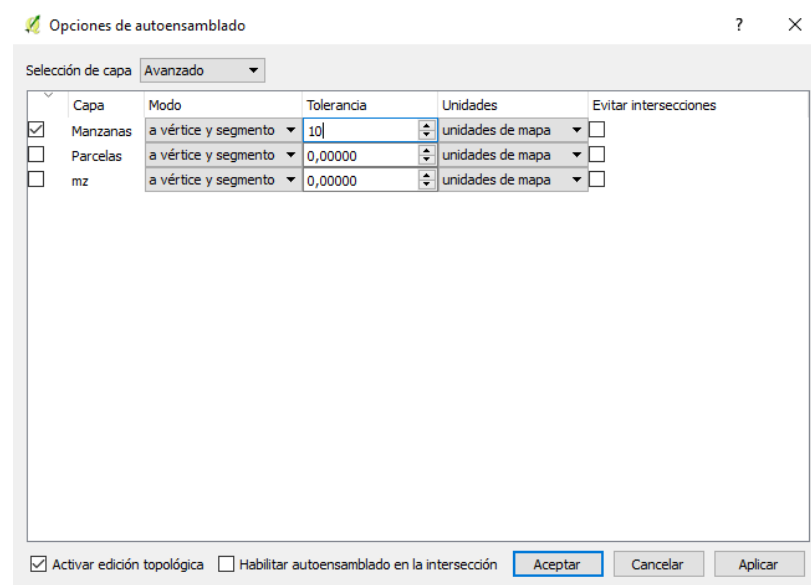 Opciones de autoensamblado ?
Selección de capa Avanzado
Capa Modo Tolerancia Unidades Evitar intersecciones
Manzanas a vértice y segmento 10 unidades de mapa
Parcelas a vértice y segmento 0,00000 unidades de mapa
mz a vértice y segmento 0,00000 unidades de mapa
Activar edición topológica Habilitar autoensamblado en la intersección Aceptar Cancelar Aplicar